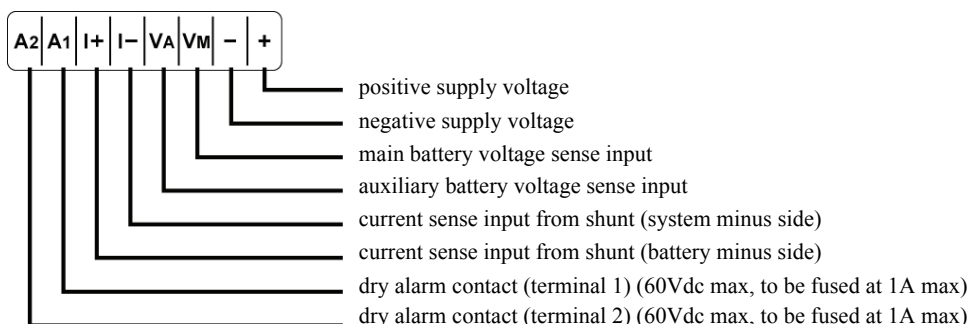 A2 A1 I+ I− VA VM − +
positive supply voltage
negative supply voltage
main battery voltage sense input
auxiliary battery voltage sense input
current sense input from shunt (system minus side)
current sense input from shunt (battery minus side)
dry alarm contact (terminal 1) (60Vdc max, to be fused at 1A max)
dry alarm contact (terminal 2) (60Vdc max, to be fused at 1A max)